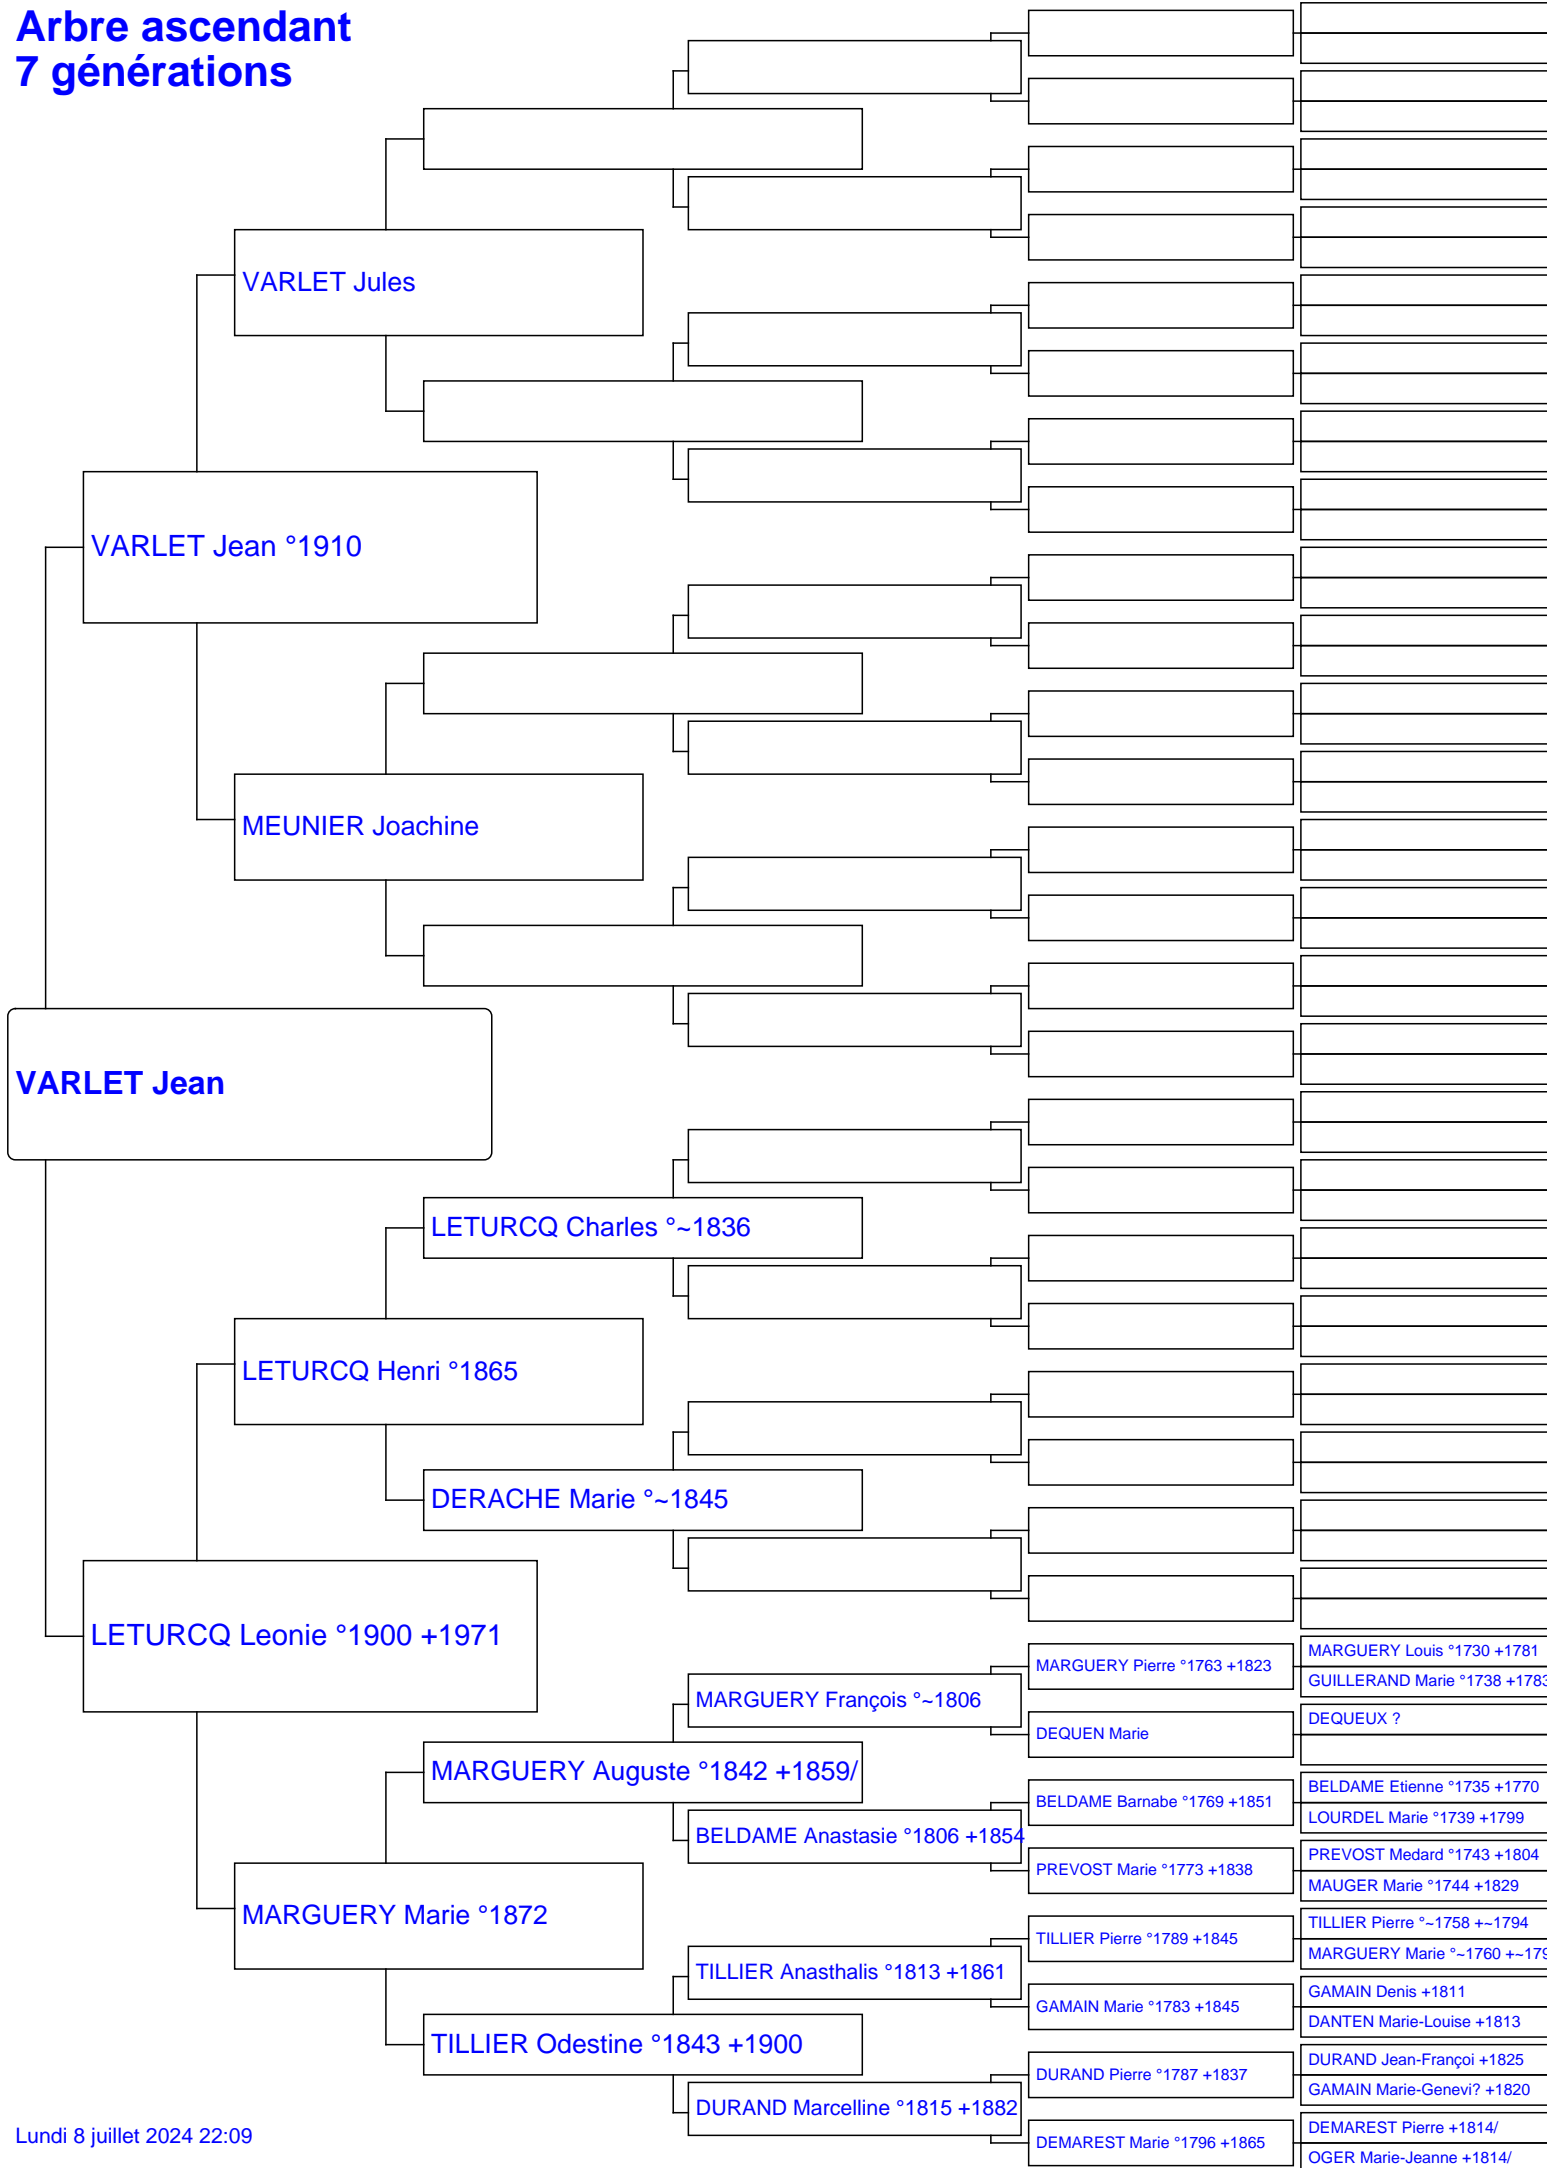 Arbre ascendant
7 générations
VARLET Jules
VARLET Jean °1910
MEUNIER Joachine
VARLET Jean
LETURCQ Charles °~1836
LETURCQ Henri °1865
DERACHE Marie °~1845
LETURCQ Leonie °1900 +1971
MARGUERY Louis °1730 +1781
MARGUERY Pierre °1763 +1823
GUILLERAND Marie °1738 +1783
MARGUERY François °~1806
DEQUEUX ?
DEQUEN Marie
MARGUERY Auguste °1842 +1859/
BELDAME Etienne °1735 +1770
BELDAME Barnabe °1769 +1851
LOURDEL Marie °1739 +1799
BELDAME Anastasie °1806 +1854
PREVOST Medard °1743 +1804
PREVOST Marie °1773 +1838
MAUGER Marie °1744 +1829
MARGUERY Marie °1872
TILLIER Pierre °~1758 +~1794
TILLIER Pierre °1789 +1845
MARGUERY Marie °~1760 +~179
TILLIER Anasthalis °1813 +1861
GAMAIN Denis +1811
GAMAIN Marie °1783 +1845
DANTEN Marie-Louise +1813
TILLIER Odestine °1843 +1900
DURAND Jean-Françoi +1825
DURAND Pierre °1787 +1837
GAMAIN Marie-Genevi? +1820
DURAND Marcelline °1815 +1882
DEMAREST Pierre +1814/
DEMAREST Marie °1796 +1865
OGER Marie-Jeanne +1814/
Lundi 8 juillet 2024 22:09